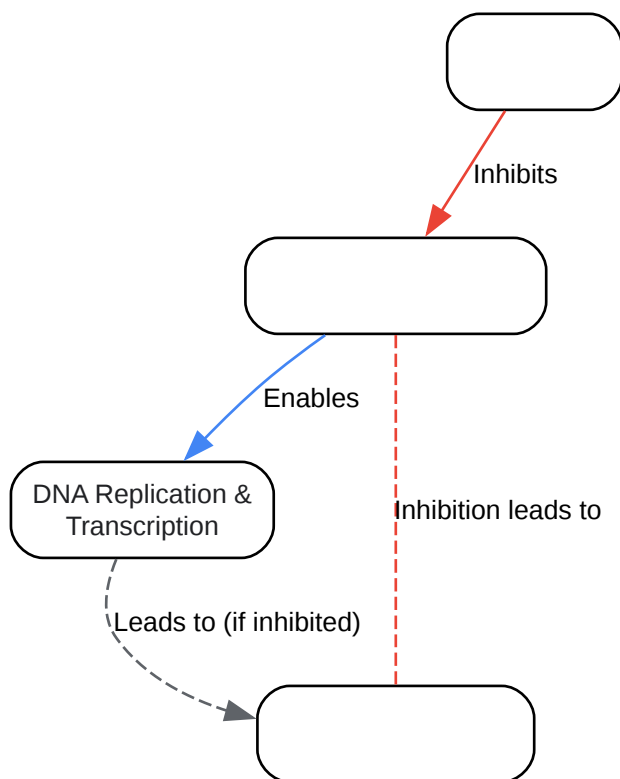 Inhibits
Enables
DNA Replication &
Transcription
Inhibition leads to
Leads to (if inhibited)